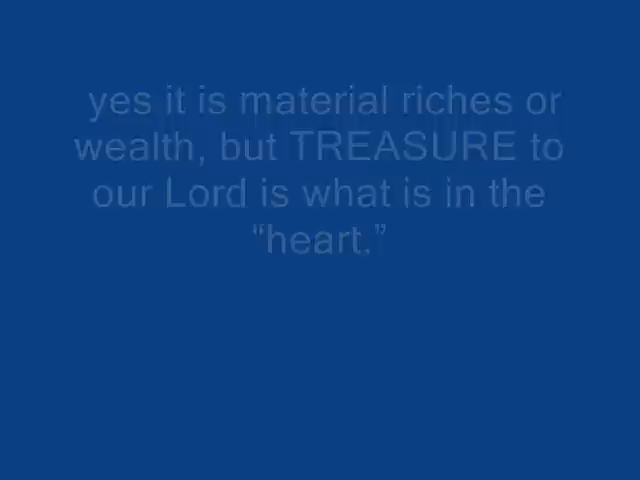 yes it is material riches or
wealth, but TREASURE to
our Lord is what is in the
“heart.”